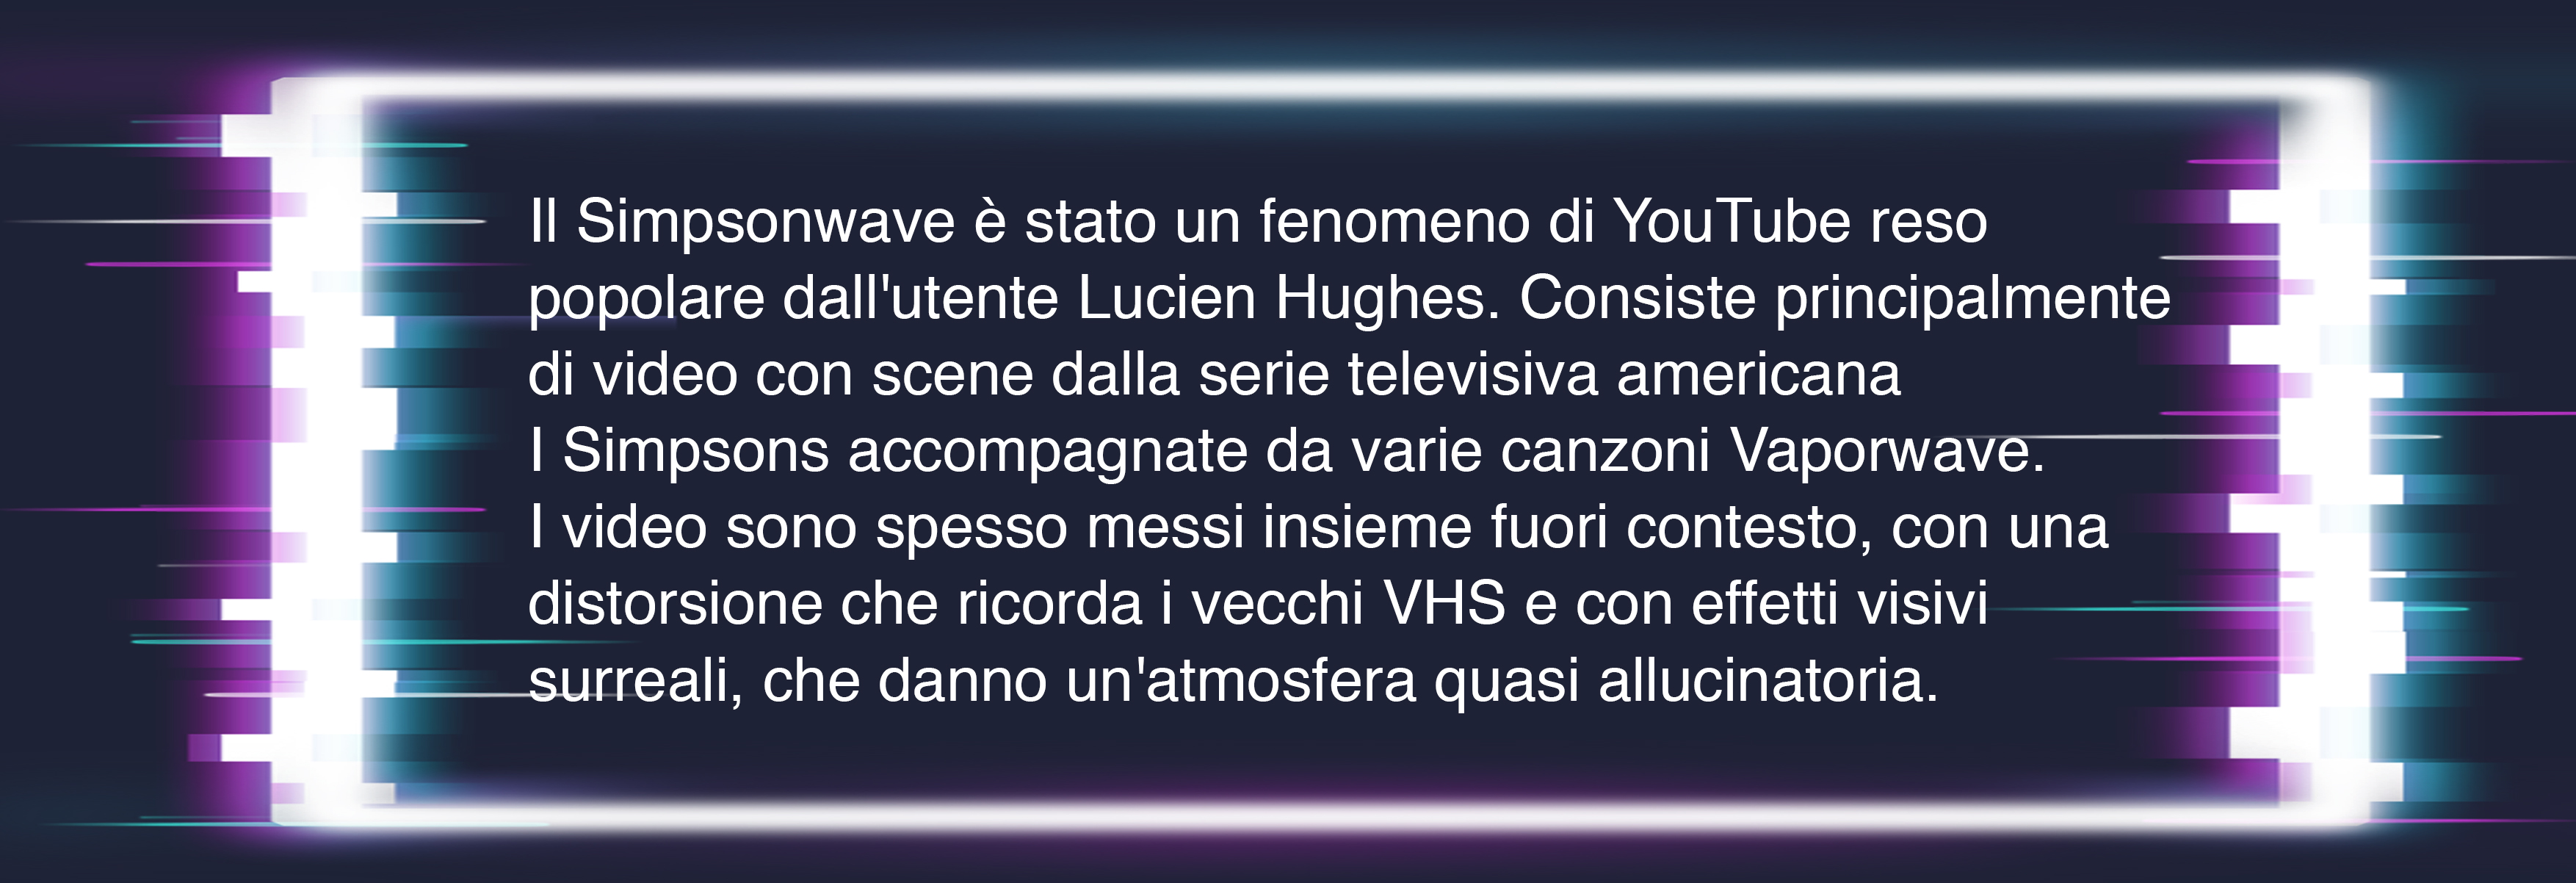 Il Simpsonwave è stato un fenomeno di YouTube reso
popolare dall'utente Lucien Hughes. Consiste principalmente
di video con scene dalla serie televisiva americana
I Simpsons accompagnate da varie canzoni Vaporwave.
I video sono spesso messi insieme fuori contesto, con una
distorsione che ricorda i vecchi VHS e con effetti visivi
surreali, che danno un'atmosfera quasi allucinatoria.